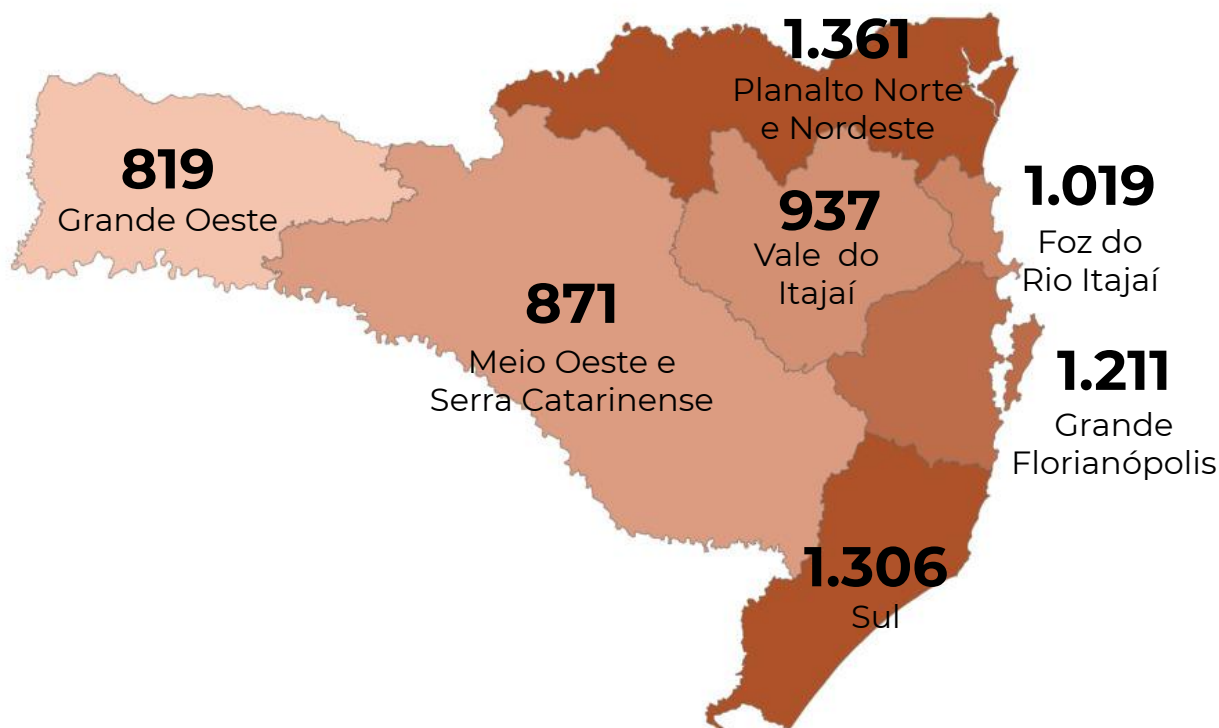 1.361
Planalto Norte
e Nordeste
819
Grande Oeste
937
Vale do
Itajaí
1.019
Foz do
Rio Itajaí
871
Meio Oeste e
Serra Catarinense
1.211
Grande
Florianópolis
1.306
Sul